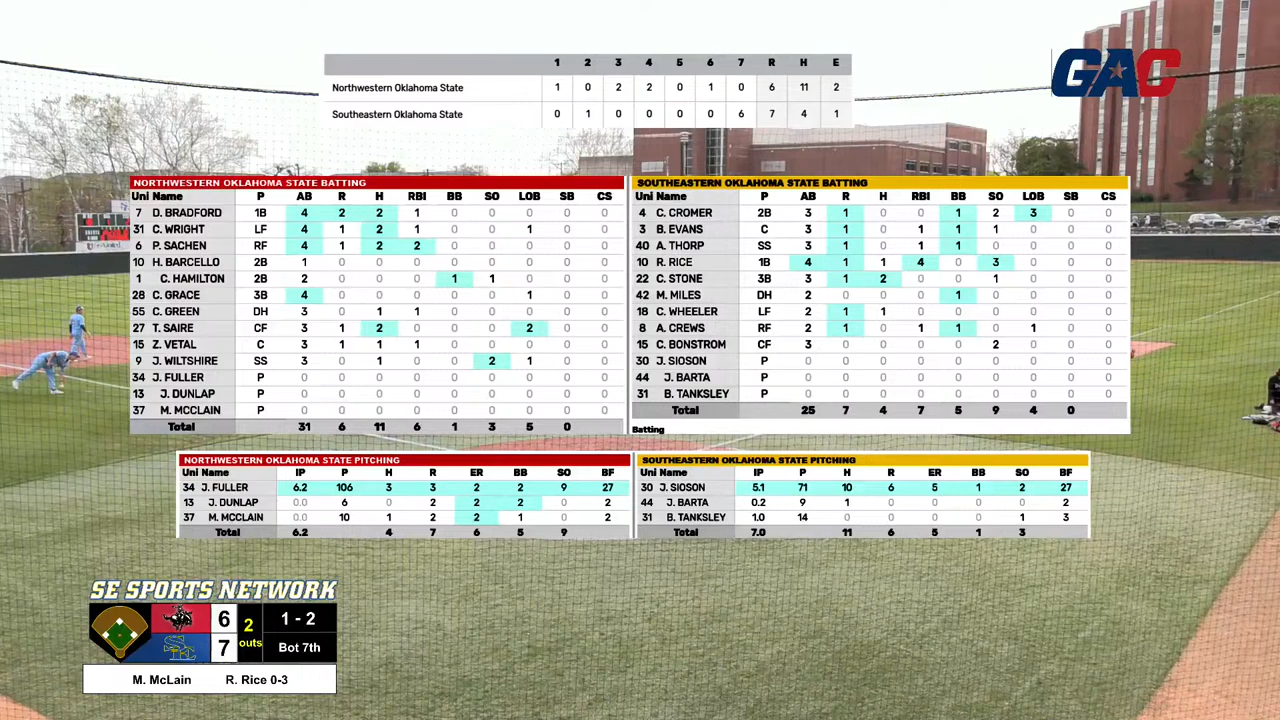 GAC
1 2 3 4 5 6 7 R H E
Northwestern Oklahoma State 1 0 2 2 0 1 0 6 11 2
Southeastern Oklahoma State 0 1 0 0 0 0 6 7 4 1
NORTHWESTERN OKLAHOMA STATE BATTING
Uni Name P AB R H RBI BB SO LOB SB CS
7 D. BRADFORD 1B 4 2 2 1 0 0 0 0 0
31 C. WRIGHT LF 4 1 2 1 0 0 1 0 0
6 P. SACHEN RF 4 1 2 2 0 0 0 0 0
10 H. BARCELLO 2B 1 0 0 0 0 0 0 0 0
1 C. HAMILTON 2B 2 0 0 0 1 1 0 0 0
28 C. GRACE 3B 4 0 0 0 0 0 1 0 0
55 C. GREEN DH 3 0 1 1 0 0 0 0 0
27 T. SAIRE CF 3 1 2 0 0 0 2 0 0
15 Z. VETAL C 3 1 1 1 0 0 0 0 0
9 J. WILTSHIRE SS 3 0 1 0 0 2 1 0 0
34 J. FULLER P 0 0 0 0 0 0 0 0 0
13 J. DUNLAP P 0 0 0 0 0 0 0 0 0
37 M. MCCLAIN P 0 0 0 0 0 0 0 0 0
Total 31 6 11 6 1 3 5 0
SOUTHEASTERN OKLAHOMA STATE BATTING
Uni Name P AB R H RBI BB SO LOB SB CS
4 C. CROMER 2B 3 1 0 0 1 2 3 0 0
3 B. EVANS C 3 1 0 1 1 1 0 0 0
40 A. THORP SS 3 1 0 1 1 0 0 0 0
10 R. RICE 1B 4 1 1 4 0 3 0 0 0
22 C. STONE 3B 3 1 2 0 0 1 0 0 0
42 M. MILES DH 2 0 0 0 1 0 0 0 0
18 C. WHEELER LF 2 1 1 0 0 0 0 0 0
8 A. CREWS RF 2 1 0 1 1 0 1 0 0
15 C. BONSTROM CF 3 0 0 0 0 2 0 0 0
30 J. SIOSON P 0 0 0 0 0 0 0 0 0
44 J. BARTA P 0 0 0 0 0 0 0 0 0
31 B. TANKSLEY P 0 0 0 0 0 0 0 0 0
Total 25 7 4 7 5 9 4 0
Batting
NORTHWESTERN OKLAHOMA STATE PITCHING
Uni Name IP P H R ER BB SO BF
34 J. FULLER 6.2 106 3 3 2 2 9 27
13 J. DUNLAP 0.0 6 0 2 2 2 0 2
37 M. MCCLAIN 0.0 10 1 2 2 1 0 2
Total 6.2 4 7 6 5 9
SOUTHEASTERN OKLAHOMA STATE PITCHING
Uni Name IP P H R ER BB SO BF
30 J. SIOSON 5.1 71 10 6 5 1 2 27
44 J. BARTA 0.2 9 1 0 0 0 0 2
31 B. TANKSLEY 1.0 14 0 0 0 0 1 3
Total 7.0 11 6 5 1 3
SE SPORTS NETWORK
6 2 outs 1 - 2
SE 7 Bot 7th
M. McLain R. Rice 0-3